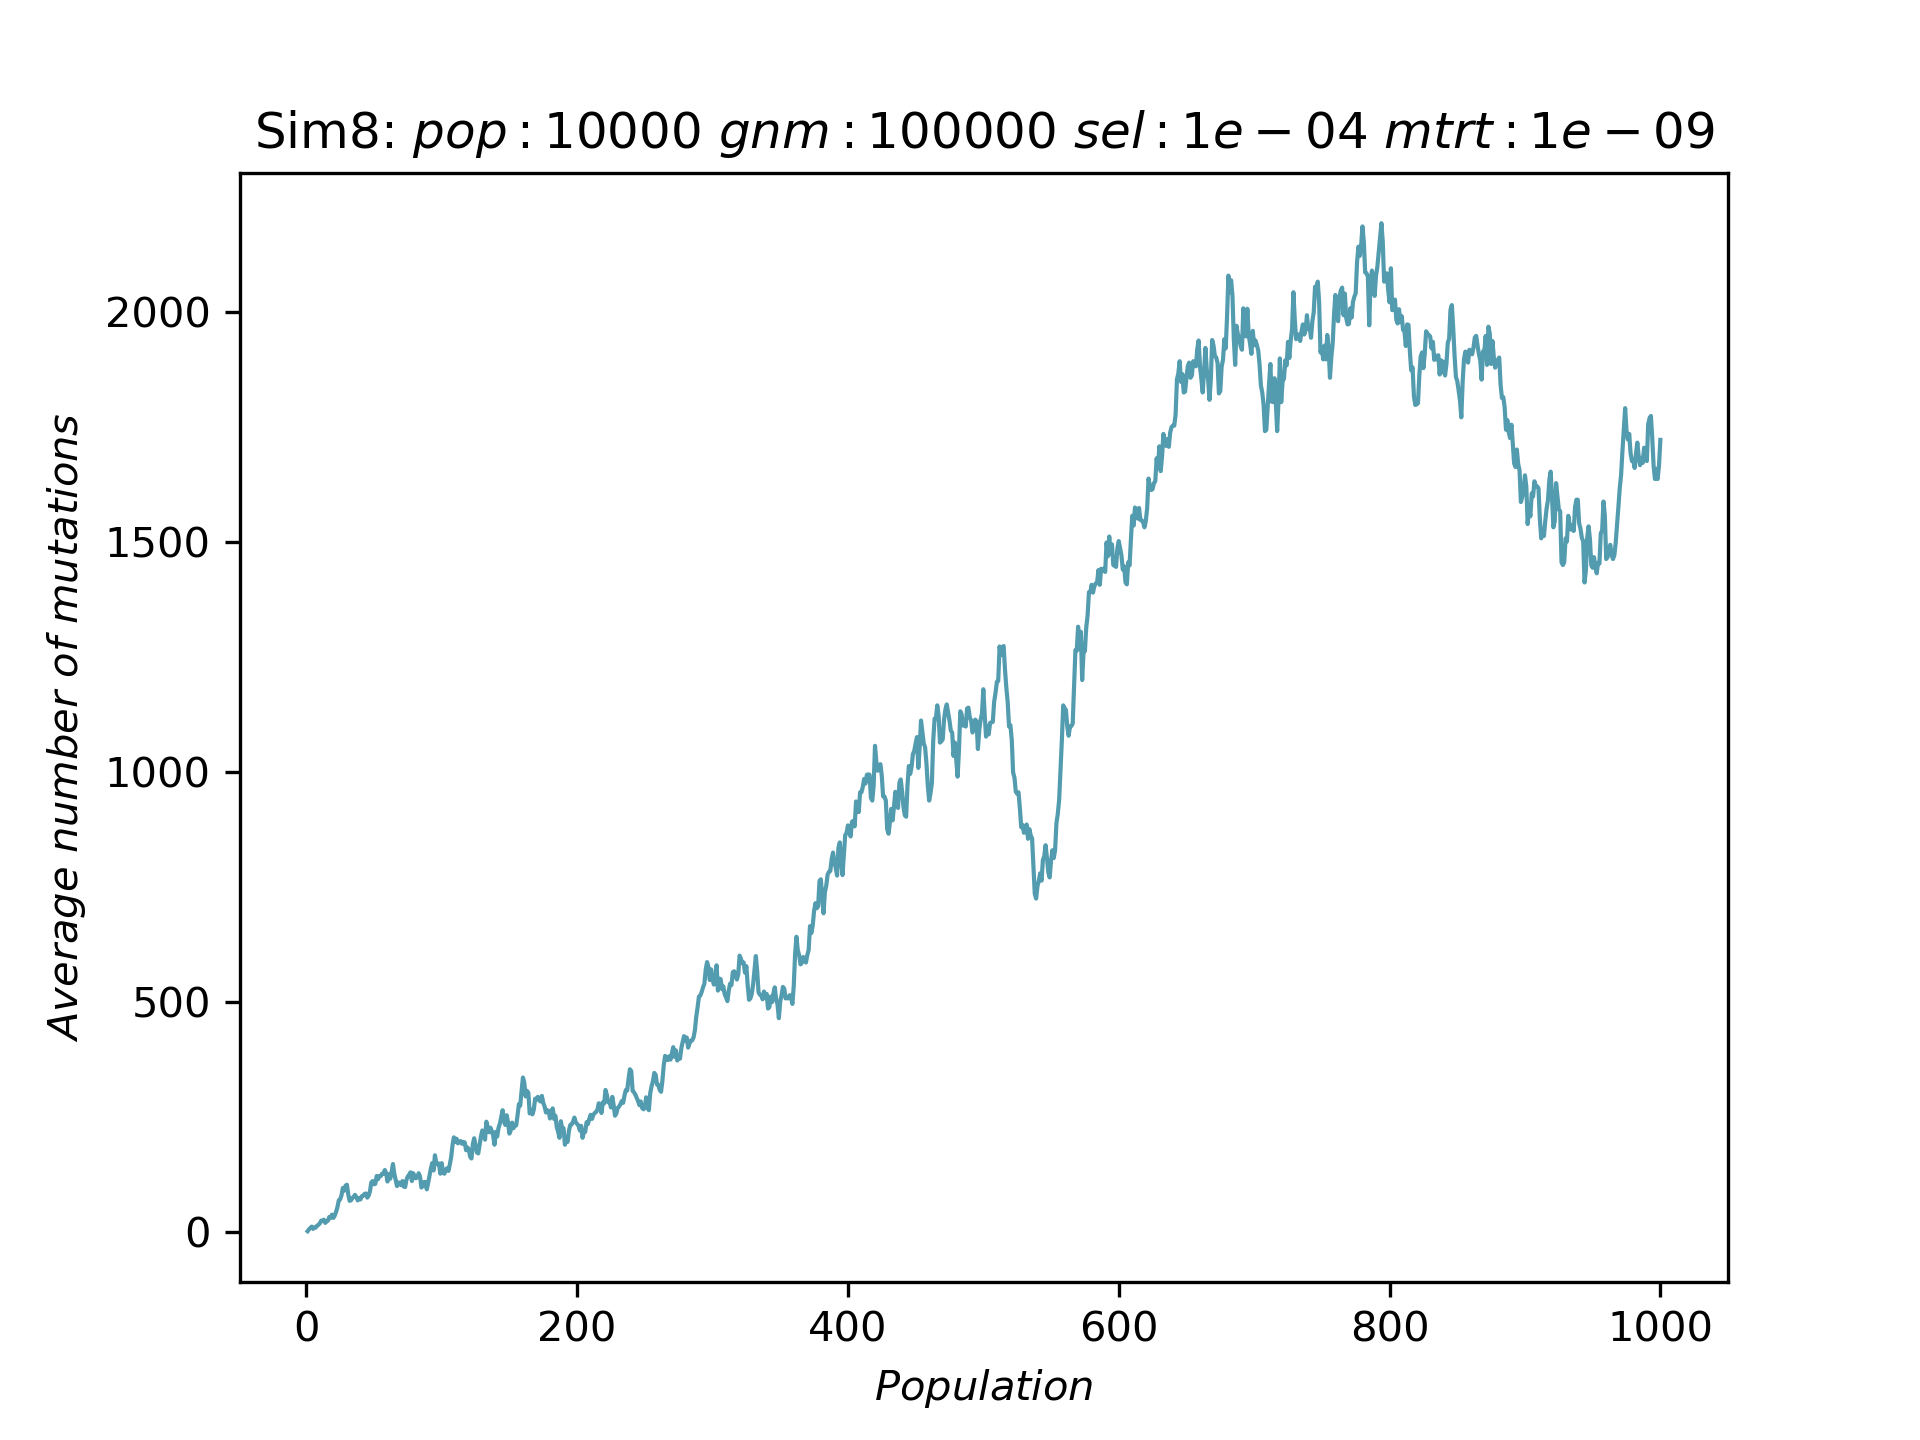 Sim8: pop : 10000 gnm : 100000 sel : 1e − 04 mtrt : 1e − 09
Average number of mutations
2000
1500
1000
500
0
0 200 400 600 800 1000
Population